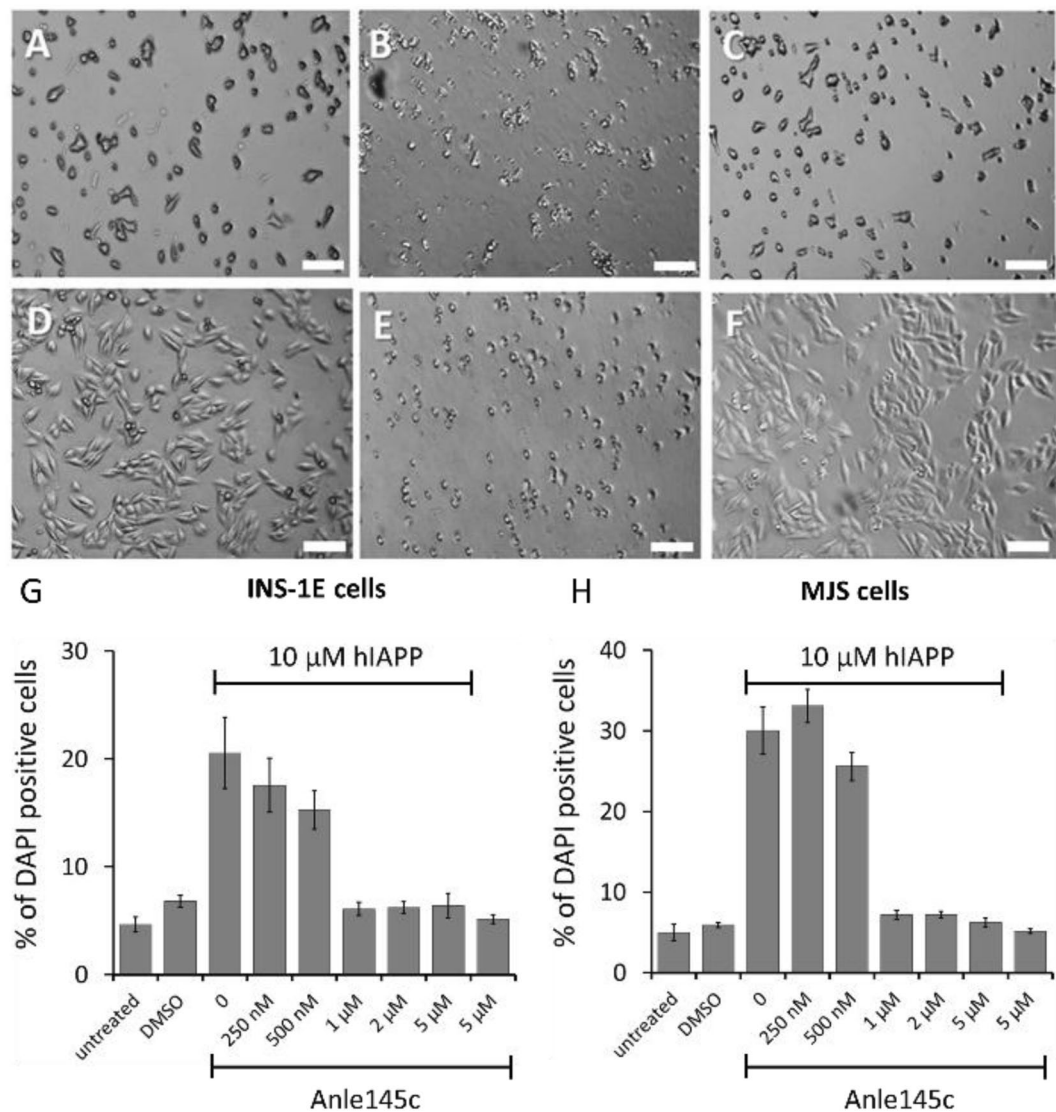 A
B
C
D
E
F
G
INS-1E cells
H
MJS cells
10 µM hIAPP
30
20
10
0
% of DAPI positive cells
untreated
DMSO
0
250 nM
500 nM
1 µM
2 µM
5 µM
5 µM
Anle145c
10 µM hIAPP
40
30
20
10
0
% of DAPI positive cells
untreated
DMSO
0
250 nM
500 nM
1 µM
2 µM
5 µM
5 µM
Anle145c